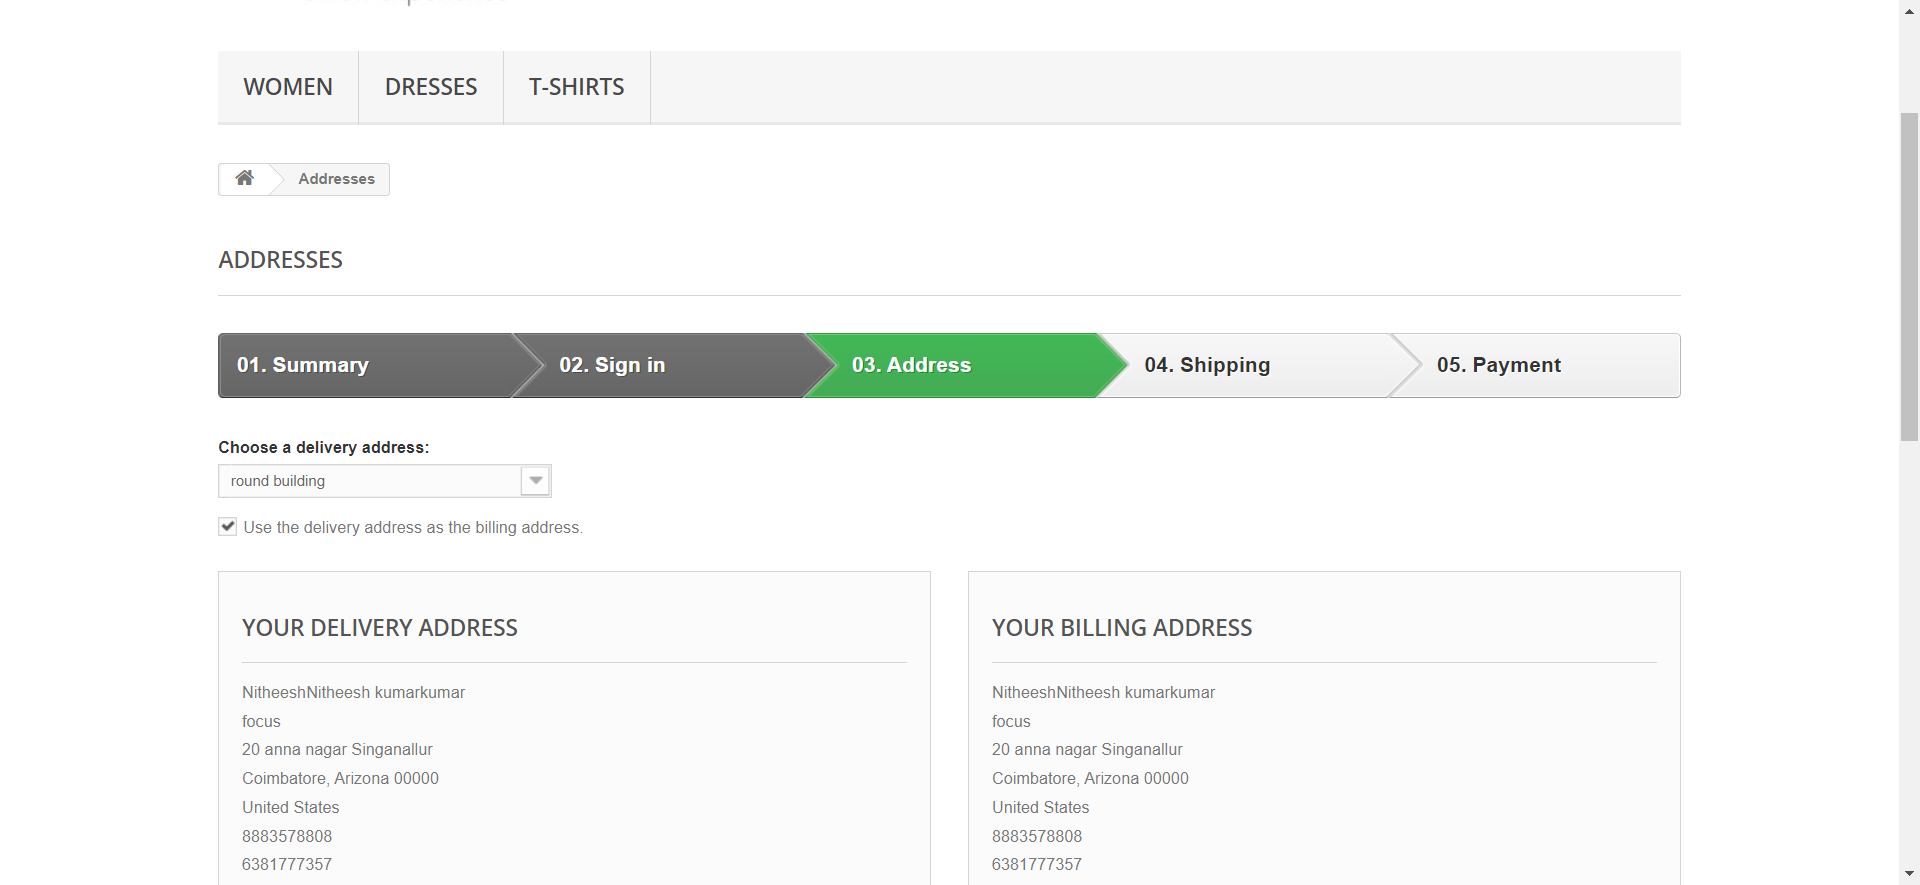 WOMEN DRESSES T-SHIRTS
Addresses
ADDRESSES
01. Summary 02. Sign in 03. Address 04. Shipping 05. Payment
Choose a delivery address:
round building
Use the delivery address as the billing address.
YOUR DELIVERY ADDRESS
NitheeshNitheesh kumarkumar
focus
20 anna nagar Singanallur
Coimbatore, Arizona 00000
United States
8883578808
6381777357
YOUR BILLING ADDRESS
NitheeshNitheesh kumarkumar
focus
20 anna nagar Singanallur
Coimbatore, Arizona 00000
United States
8883578808
6381777357